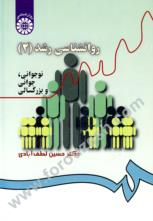 روانشناسی رشد (۲)
نوجوانی،
جوانی
و بزرگسالی
دکتر حسین لطف آبادی